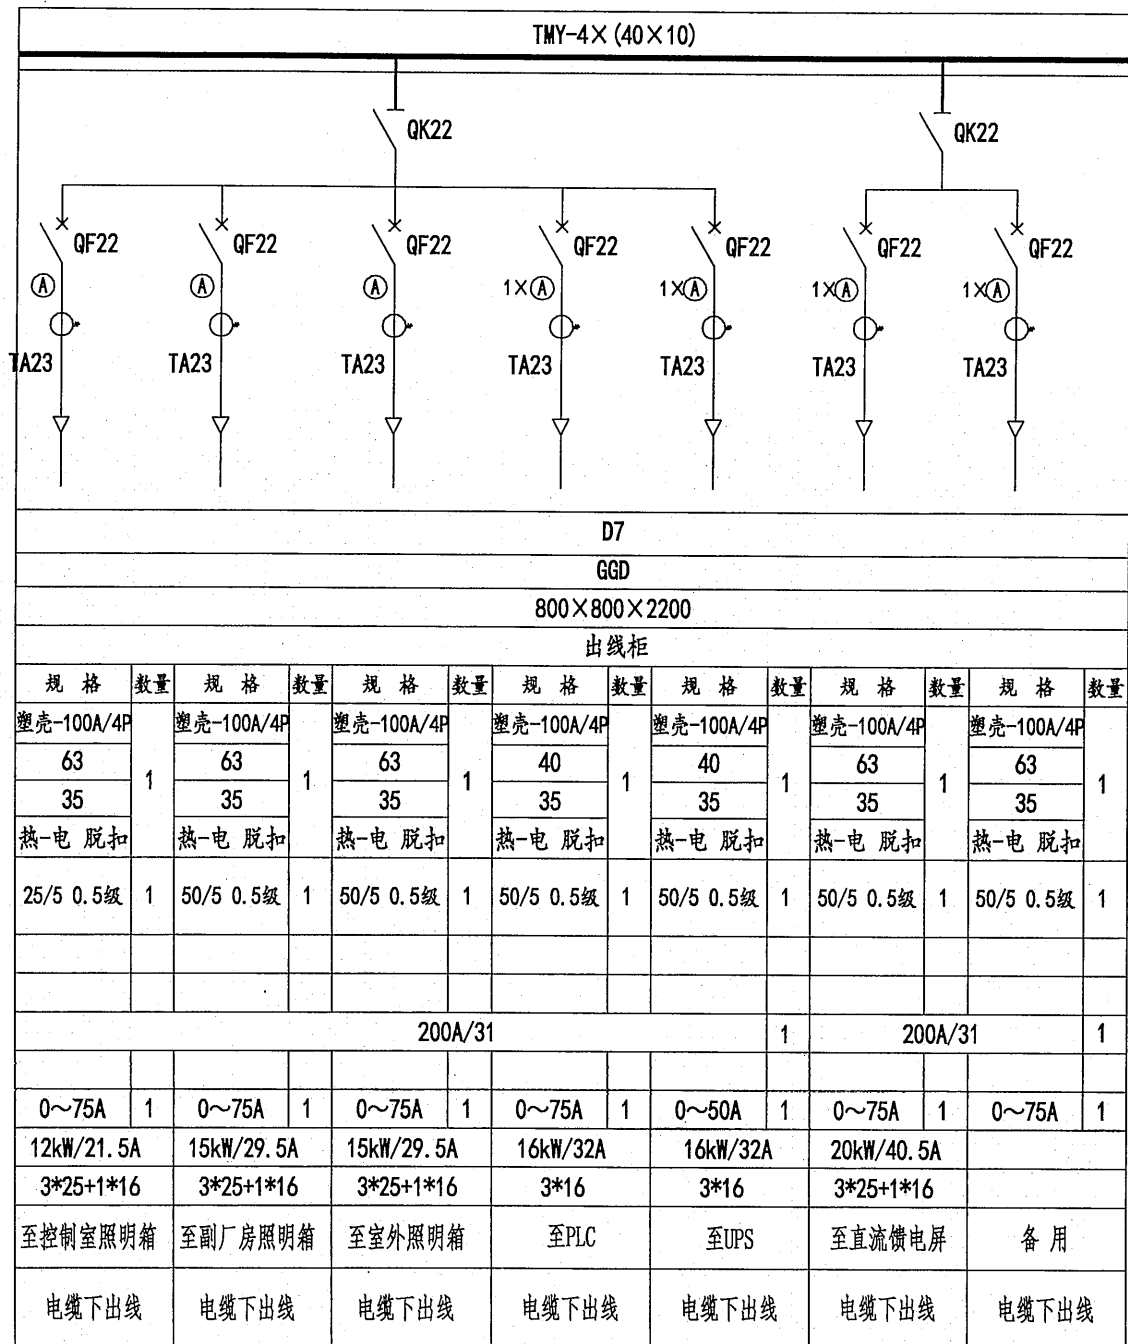 TMY-4×(40×10)
QK22 QK22
QF22 QF22 QF22 QF22 QF22 QF22 QF22
A A A 1×A 1×A 1×A 1×A
TA23 TA23 TA23 TA23 TA23 TA23 TA23
D7
GGD
800×800×2200
出线柜
规 格 数量 规 格 数量 规 格 数量 规 格 数量 规 格 数量 规 格 数量 规 格 数量
塑壳-100A/4P 塑壳-100A/4P 塑壳-100A/4P 塑壳-100A/4P 塑壳-100A/4P 塑壳-100A/4P 塑壳-100A/4P
63 63 63 40 40 63 63
1 1 1 1 1 1 1
35 35 35 35 35 35 35
热-电 脱扣 热-电 脱扣 热-电 脱扣 热-电 脱扣 热-电 脱扣 热-电 脱扣 热-电 脱扣
25/5 0.5级 1 50/5 0.5级 1 50/5 0.5级 1 50/5 0.5级 1 50/5 0.5级 1 50/5 0.5级 1 50/5 0.5级 1
200A/31 1 200A/31 1
0～75A 1 0～75A 1 0～75A 1 0～75A 1 0～50A 1 0～75A 1 0～75A 1
12kW/21.5A 15kW/29.5A 15kW/29.5A 16kW/32A 16kW/32A 20kW/40.5A
3*25+1*16 3*25+1*16 3*25+1*16 3*16 3*16 3*25+1*16
至控制室照明箱 至副厂房照明箱 至室外照明箱 至PLC 至UPS 至直流馈电屏 备 用
电缆下出线 电缆下出线 电缆下出线 电缆下出线 电缆下出线 电缆下出线 电缆下出线